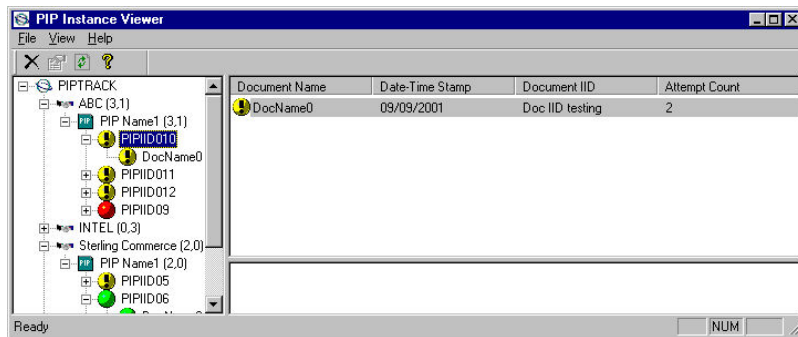 PIP Instance Viewer
File View Help
PIPTRACK
ABC (3,1)
PIP Name1 (3,1)
PIPIID010
DocName0
PIPIID011
PIPIID012
PIPIID09
INTEL (0,3)
Sterling Commerce (2,0)
PIP Name1 (2,0)
PIPIID05
PIPIID06
Document Name Date-Time Stamp Document IID Attempt Count
DocName0 09/09/2001 Doc IID testing 2
Ready NUM